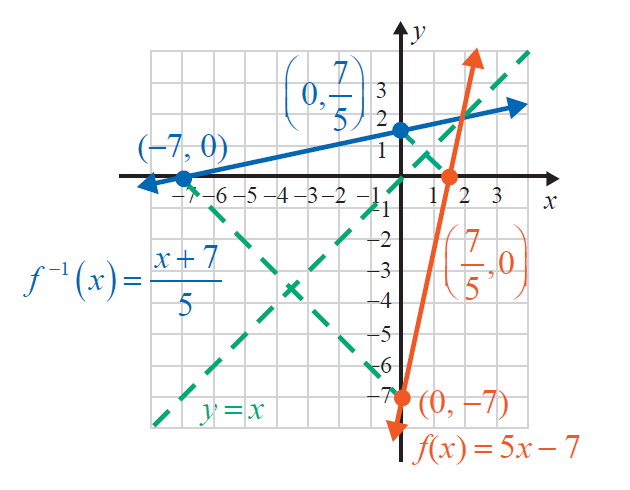 y
(0, 7/5)
3
2
1
(−7, 0)
−7 −6 −5 −4 −3 −2 −1 1 2 3
x
−1
−2
−3
−4
−5
−6
−7
(7/5, 0)
f⁻¹(x) = (x + 7)/5
y = x
(0, −7)
f(x) = 5x − 7